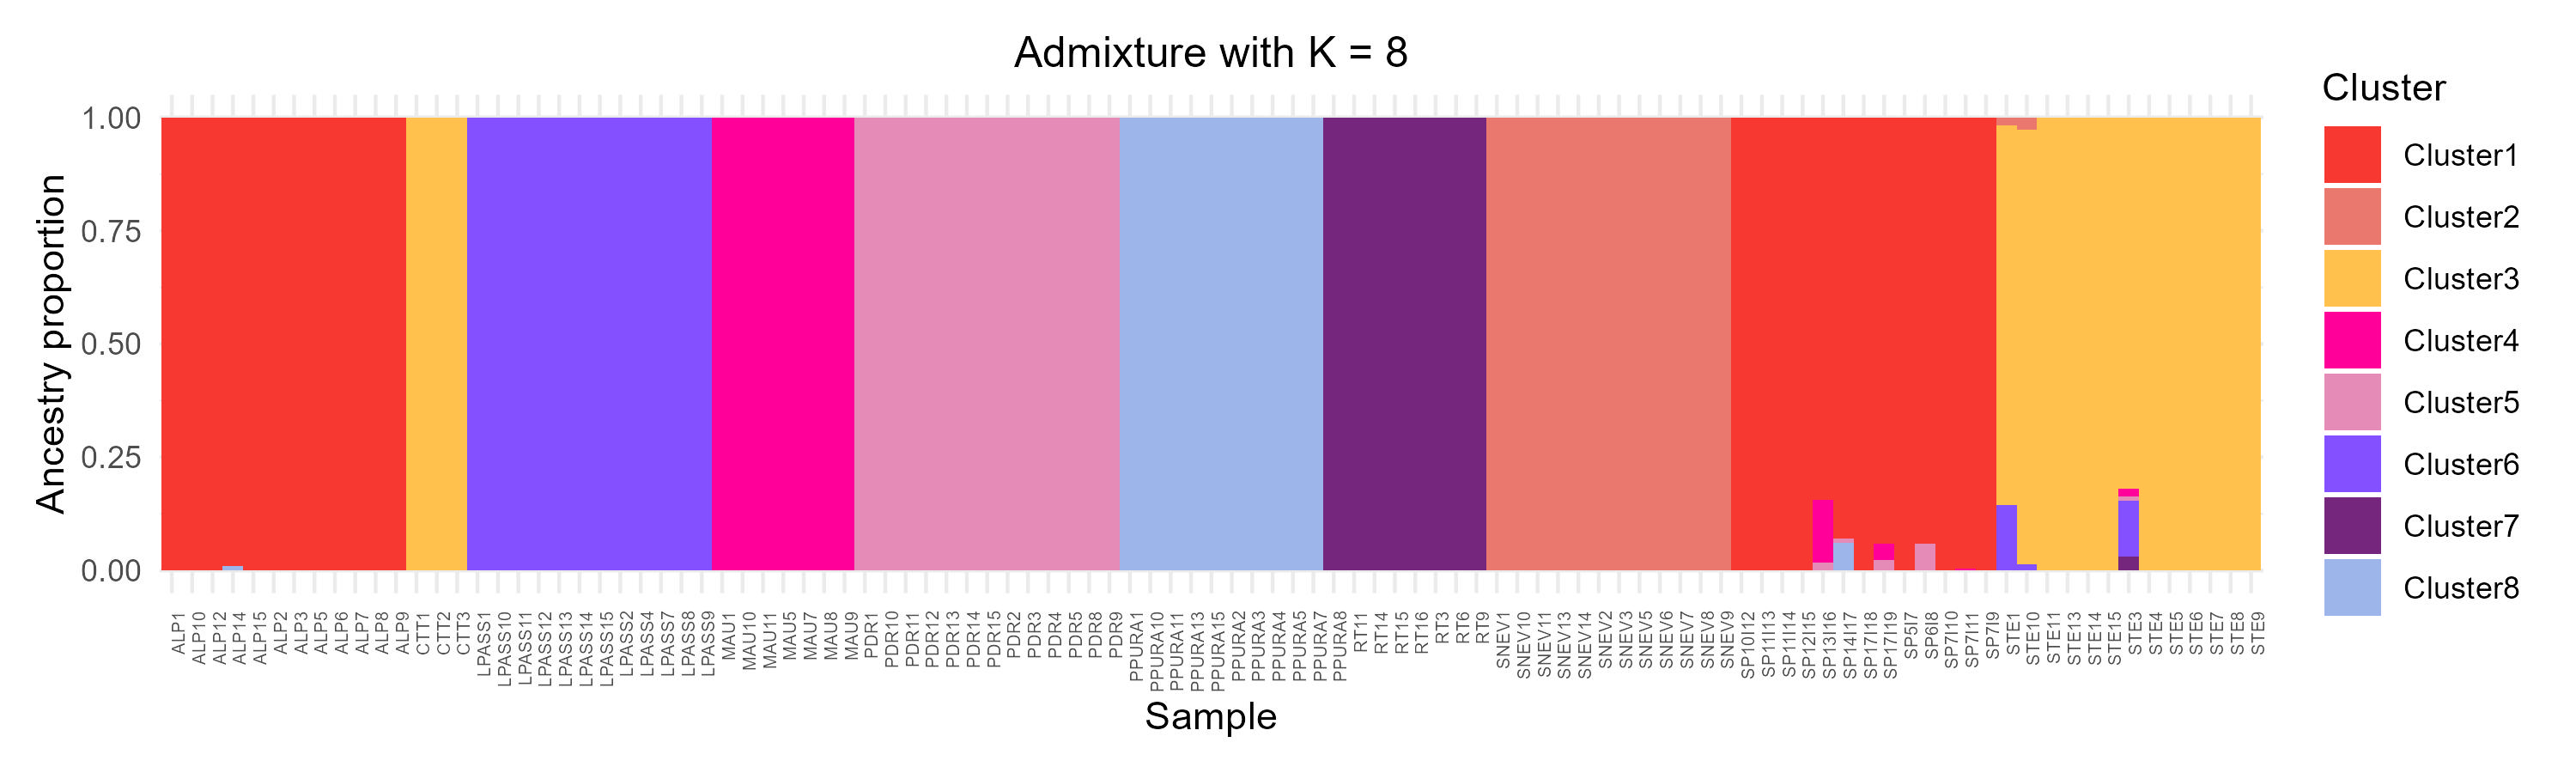 Admixture with K = 8
Ancestry proportion
1.00
0.75
0.50
0.25
0.00
ALP1
ALP10
ALP12
ALP14
ALP15
ALP2
ALP3
ALP5
ALP6
ALP7
ALP8
ALP9
CTT1
CTT2
CTT3
LPASS1
LPASS10
LPASS11
LPASS12
LPASS13
LPASS14
LPASS15
LPASS2
LPASS4
LPASS7
LPASS8
LPASS9
MAU1
MAU10
MAU11
MAU5
MAU7
MAU8
MAU9
PDR1
PDR10
PDR11
PDR12
PDR13
PDR14
PDR15
PDR2
PDR3
PDR4
PDR5
PDR8
PDR9
PPURA1
PPURA10
PPURA11
PPURA13
PPURA15
PPURA2
PPURA3
PPURA4
PPURA5
PPURA7
PPURA8
RT11
RT14
RT15
RT16
RT3
RT6
RT9
SNEV1
SNEV10
SNEV11
SNEV13
SNEV14
SNEV2
SNEV3
SNEV5
SNEV6
SNEV7
SNEV8
SNEV9
SP10I12
SP11I13
SP11I14
SP12I15
SP13I16
SP14I17
SP17I18
SP17I19
SP5I7
SP6I8
SP7I10
SP7I11
SP7I9
STE1
STE10
STE11
STE13
STE14
STE15
STE3
STE4
STE5
STE6
STE7
STE8
STE9
Sample
Cluster
Cluster1
Cluster2
Cluster3
Cluster4
Cluster5
Cluster6
Cluster7
Cluster8